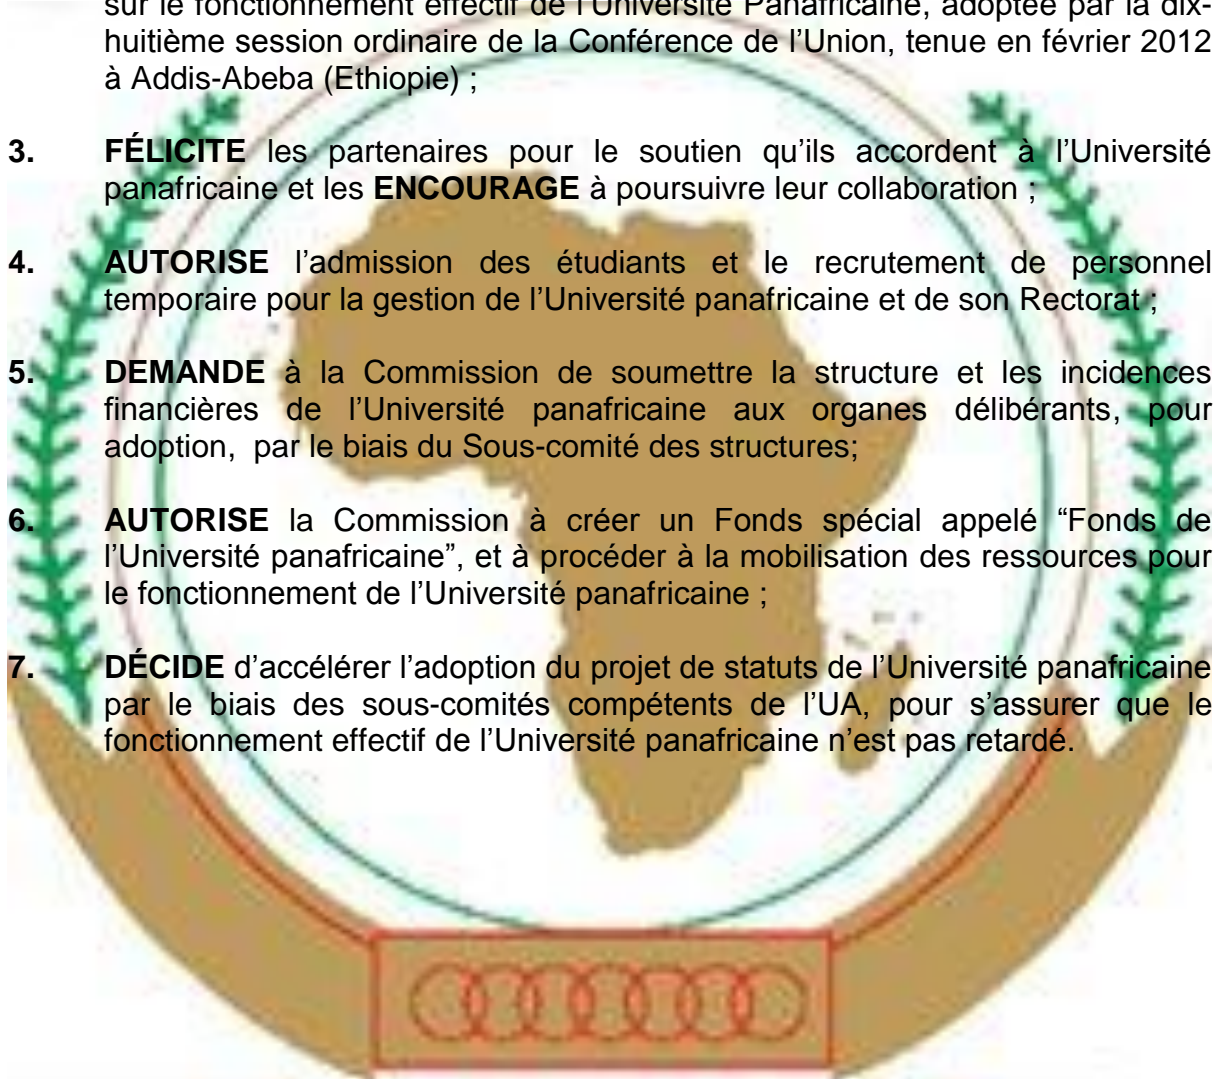 sur le fonctionnement effectif de l'Université Panafricaine, adoptée par la dix-
huitième session ordinaire de la Conférence de l'Union, tenue en février 2012
à Addis-Abeba (Ethiopie) ;
3. FÉLICITE les partenaires pour le soutien qu'ils accordent à l'Université
panafricaine et les ENCOURAGE à poursuivre leur collaboration ;
4. AUTORISE l'admission des étudiants et le recrutement de personnel
temporaire pour la gestion de l'Université panafricaine et de son Rectorat ;
5. DEMANDE à la Commission de soumettre la structure et les incidences
financières de l'Université panafricaine aux organes délibérants, pour
adoption, par le biais du Sous-comité des structures;
6. AUTORISE la Commission à créer un Fonds spécial appelé “Fonds de
l'Université panafricaine”, et à procéder à la mobilisation des ressources pour
le fonctionnement de l'Université panafricaine ;
7. DÉCIDE d'accélérer l'adoption du projet de statuts de l'Université panafricaine
par le biais des sous-comités compétents de l'UA, pour s'assurer que le
fonctionnement effectif de l'Université panafricaine n'est pas retardé.